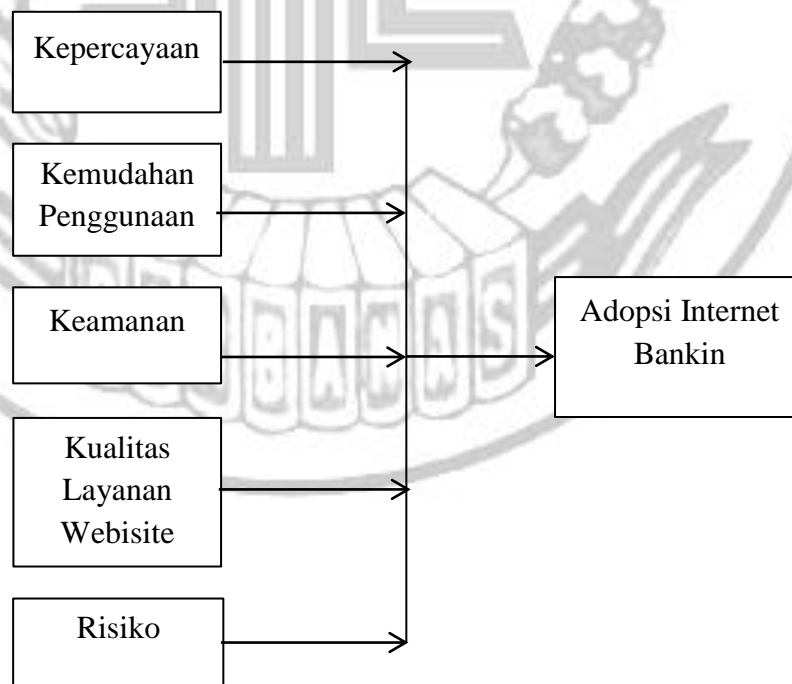 Kepercayaan
Kemudahan
Penggunaan
Keamanan
Kualitas
Layanan
Webisite
Risiko
Adopsi Internet
Bankin